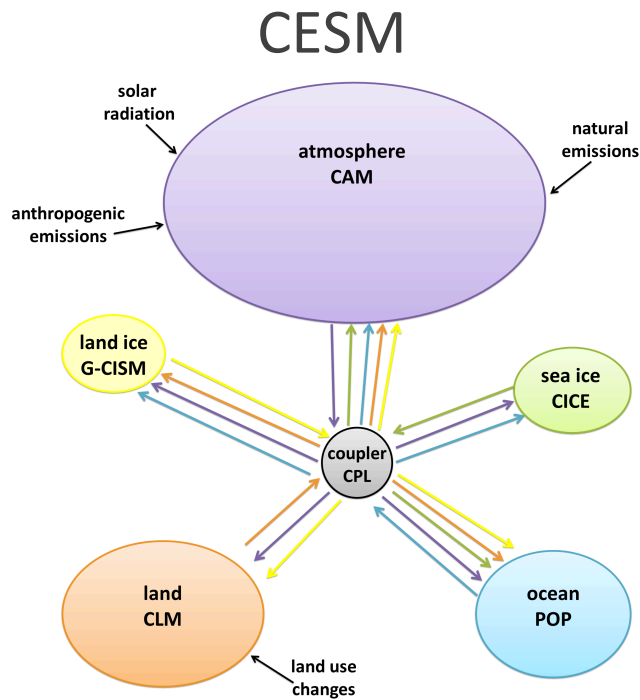 CESM
solar
radiation
natural
emissions
atmosphere
CAM
anthropogenic
emissions
land ice
G-CISM
sea ice
CICE
coupler
CPL
land
CLM
ocean
POP
land use
changes